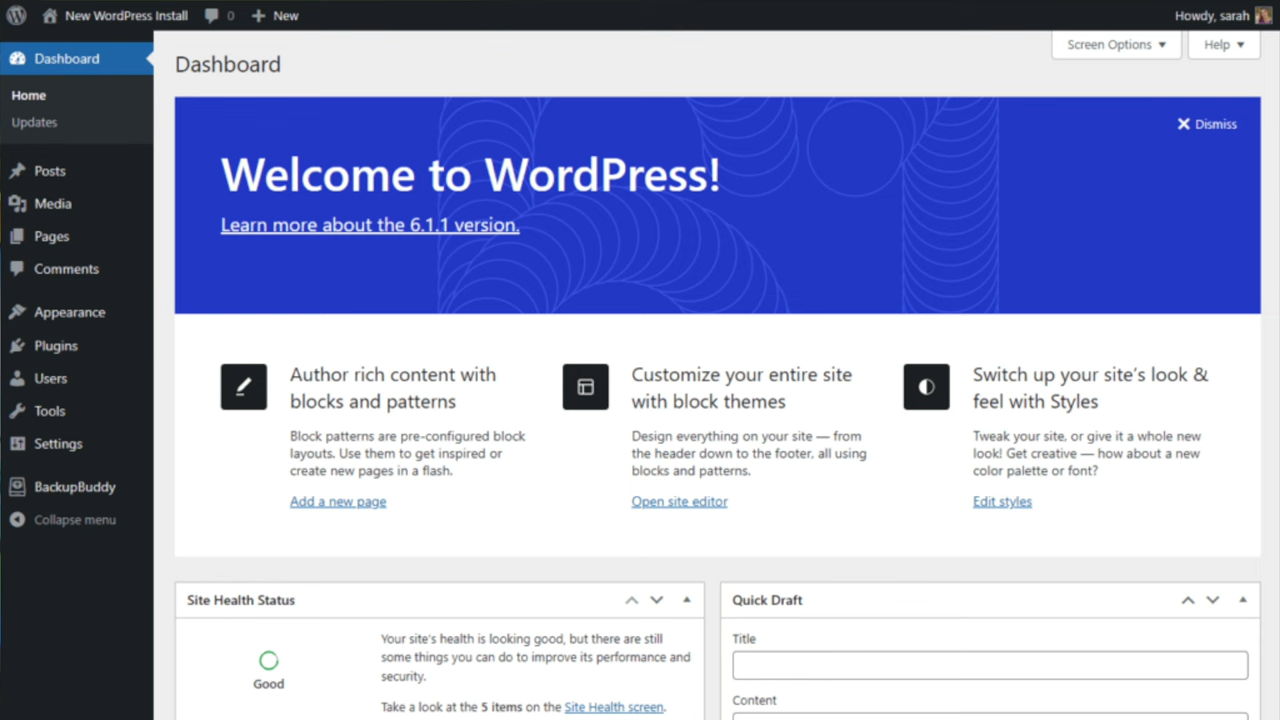 New WordPress Install 0 New Howdy, sarah
Dashboard
Home
Updates
Posts
Media
Pages
Comments
Appearance
Plugins
Users
Tools
Settings
BackupBuddy
Collapse menu
Screen Options Help
Dashboard
Dismiss
Welcome to WordPress!
Learn more about the 6.1.1 version.
Author rich content with
blocks and patterns
Block patterns are pre-configured block
layouts. Use them to get inspired or
create new pages in a flash.
Add a new page
Customize your entire site
with block themes
Design everything on your site — from
the header down to the footer, all using
blocks and patterns.
Open site editor
Switch up your site's look &
feel with Styles
Tweak your site, or give it a whole new
look! Get creative — how about a new
color palette or font?
Edit styles
Site Health Status
Good
Your site's health is looking good, but there are still
some things you can do to improve its performance and
security.
Take a look at the 5 items on the Site Health screen.
Quick Draft
Title
Content